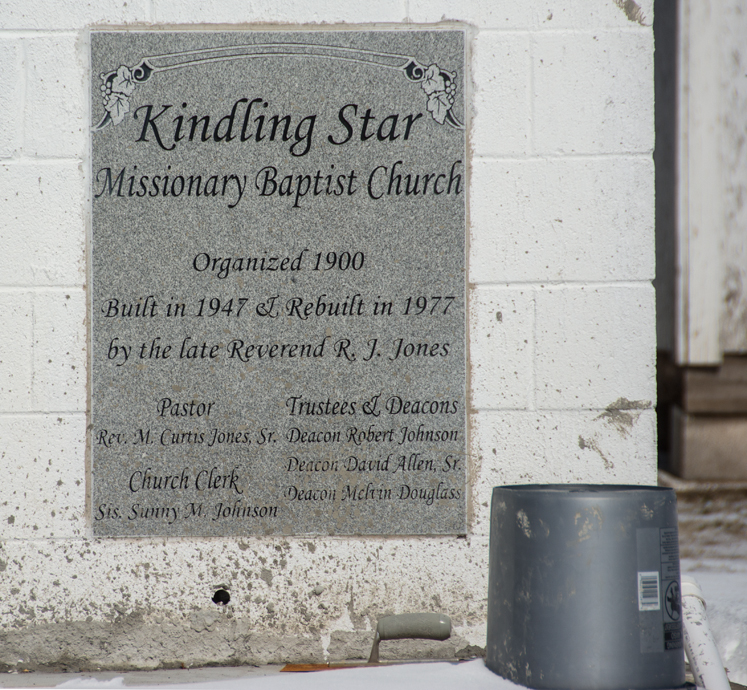 Kindling Star
Missionary Baptist Church
Organized 1900
Built in 1947 & Rebuilt in 1977
by the late Reverend R. J. Jones
Pastor
Rev. M. Curtis Jones, Sr.
Church Clerk
Sis. Sunny M. Johnson
Trustees & Deacons
Deacon Robert Johnson
Deacon David Allen, Sr.
Deacon Melvin Douglass